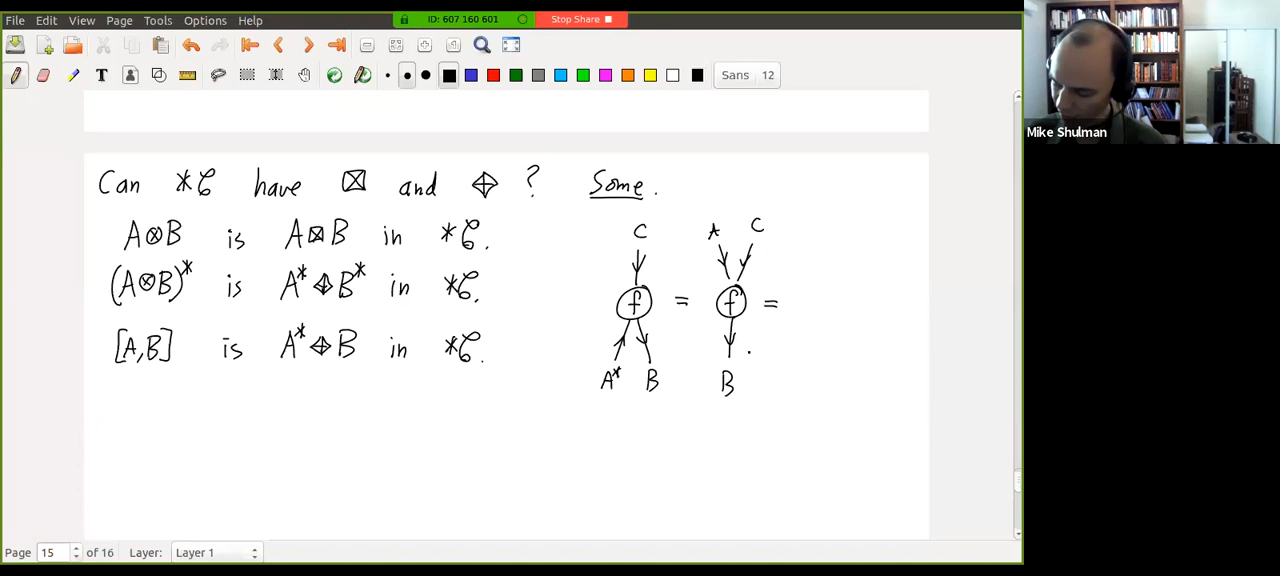 File Edit View Page Tools Options Help
ID: 607 160 601
Stop Share
Sans 12
Mike Shulman
Can *𝒞 have ⊠ and ⟠ ? Some.
A⊗B is A⊠B in *𝒞.
(A⊗B)* is A*⟠B* in *𝒞.
[A,B] is A*⟠B in *𝒞.
C A C
f = f' =
A* B B
Page 15 of 16 Layer: Layer 1